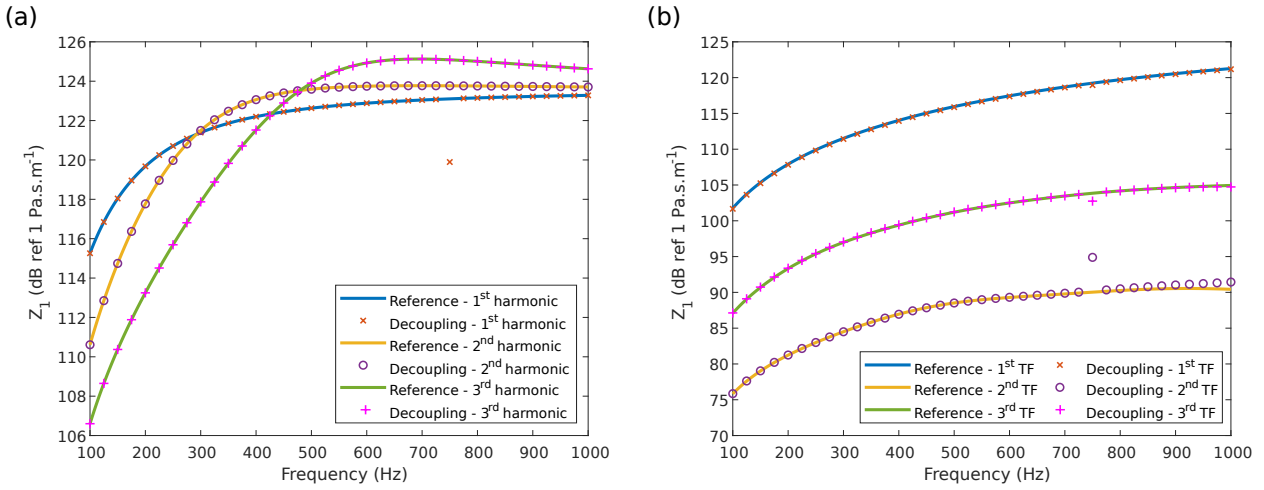 (a)
126
124
122
120
118
116
114
112
110
108
106
100 200 300 400 500 600 700 800 900 1000
Frequency (Hz)
Z1 (dB ref 1 Pa.s.m-1)
Reference - 1st harmonic
Decoupling - 1st harmonic
Reference - 2nd harmonic
Decoupling - 2nd harmonic
Reference - 3rd harmonic
Decoupling - 3rd harmonic
(b)
125
120
115
110
105
100
95
90
85
80
75
70
100 200 300 400 500 600 700 800 900 1000
Frequency (Hz)
Z1 (dB ref 1 Pa.s.m-1)
Reference - 1st TF
Reference - 2nd TF
Reference - 3rd TF
Decoupling - 1st TF
Decoupling - 2nd TF
Decoupling - 3rd TF